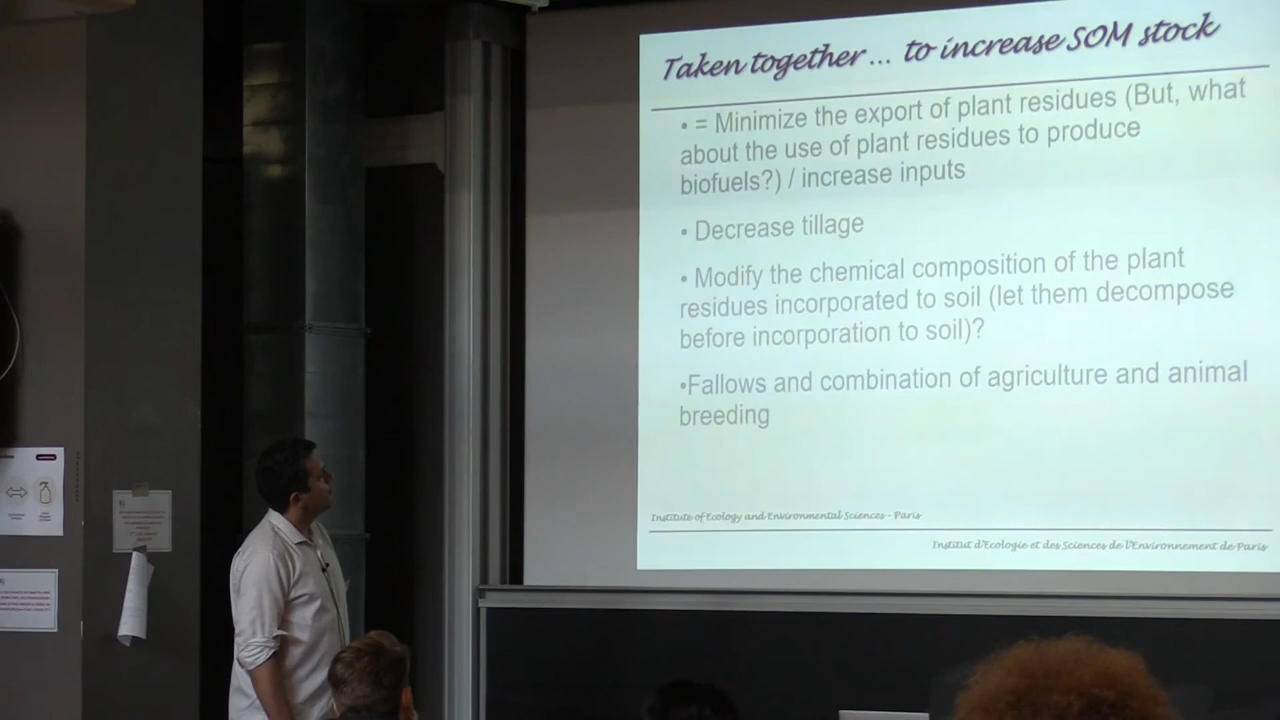 Taken together ... to increase SOM stock
• = Minimize the export of plant residues (But, what
about the use of plant residues to produce
biofuels?) / increase inputs
• Decrease tillage
• Modify the chemical composition of the plant
residues incorporated to soil (let them decompose
before incorporation to soil)?
•Fallows and combination of agriculture and animal
breeding
Institute of Ecology and Environmental Sciences - Paris
Institut d'Ecologie et des Sciences de l'Environnement de Paris